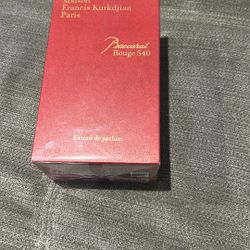 Maison
Francis Kurkdjian
Paris
Baccarat
Rouge 540
Extrait de parfum